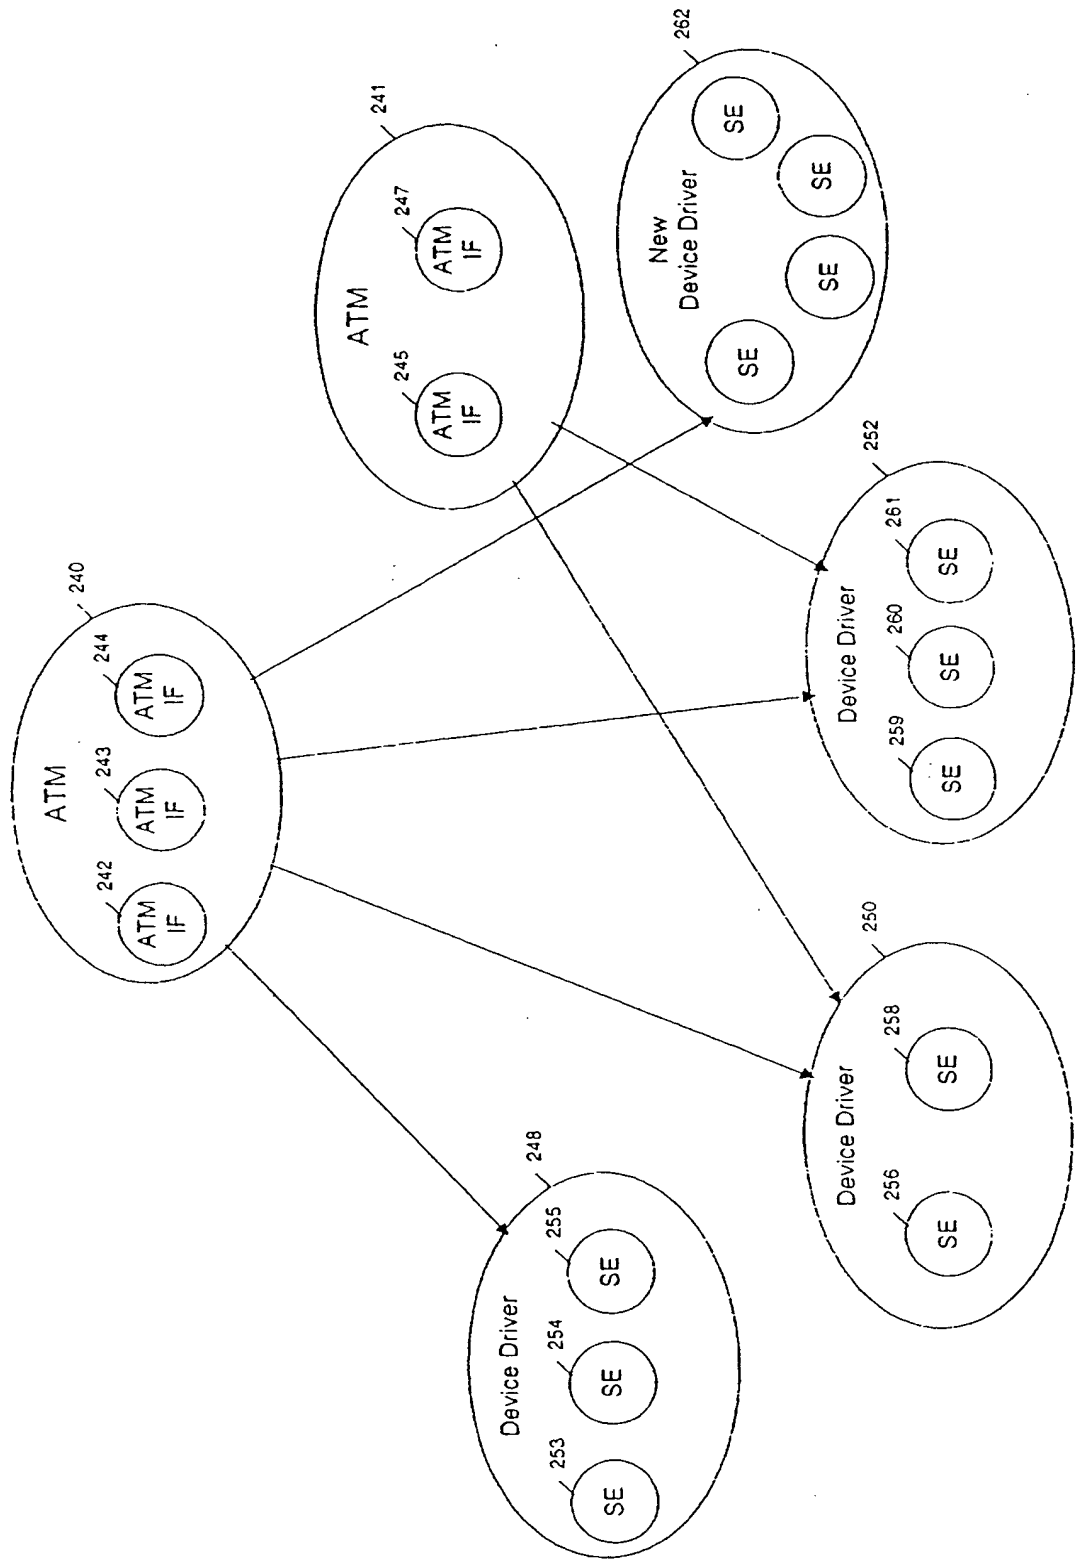 240
ATM
242
243
244
ATM
IF
ATM
IF
ATM
IF
241
ATM
245
247
ATM
IF
ATM
IF
248
Device Driver
253
254
255
SE
SE
SE
250
Device Driver
256
258
SE
SE
252
Device Driver
259
260
261
SE
SE
SE
262
New
Device Driver
SE
SE
SE
SE